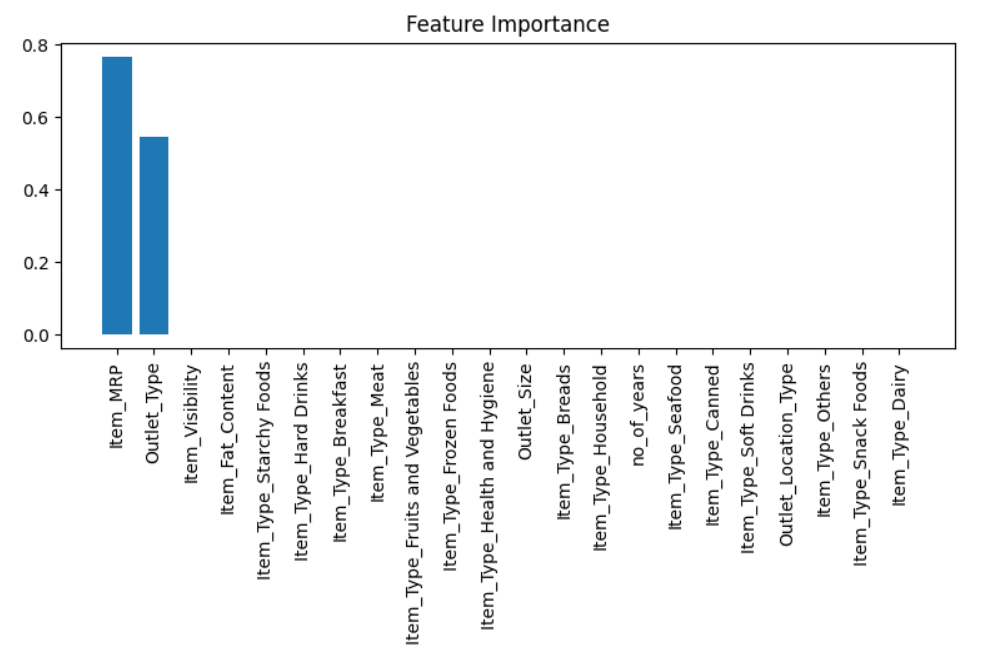 Feature Importance
0.8
0.6
0.4
0.2
0.0
Item_MRP
Outlet_Type
Item_Visibility
Item_Fat_Content
Item_Type_Starchy Foods
Item_Type_Hard Drinks
Item_Type_Breakfast
Item_Type_Meat
Item_Type_Fruits and Vegetables
Item_Type_Frozen Foods
Item_Type_Health and Hygiene
Outlet_Size
Item_Type_Breads
Item_Type_Household
no_of_years
Item_Type_Seafood
Item_Type_Canned
Item_Type_Soft Drinks
Outlet_Location_Type
Item_Type_Others
Item_Type_Snack Foods
Item_Type_Dairy